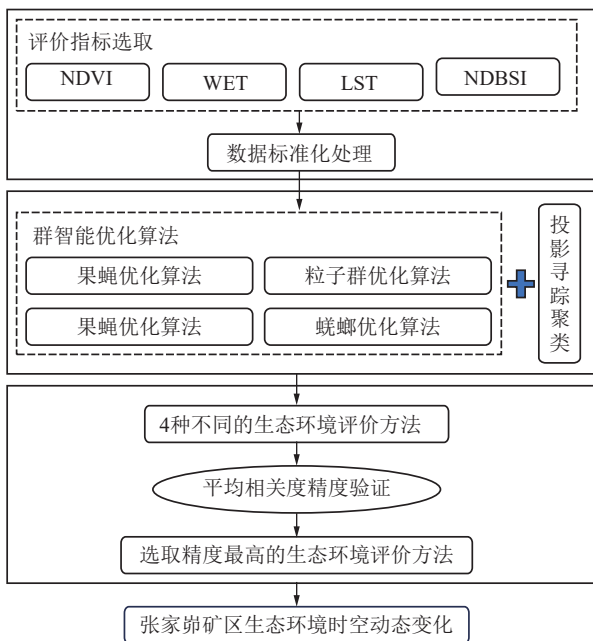 评价指标选取
NDVI
WET
LST
NDBSI
数据标准化处理
群智能优化算法
果蝇优化算法
粒子群优化算法
果蝇优化算法
蜣螂优化算法
投影寻踪聚类
4种不同的生态环境评价方法
平均相关度精度验证
选取精度最高的生态环境评价方法
张家峁矿区生态环境时空动态变化